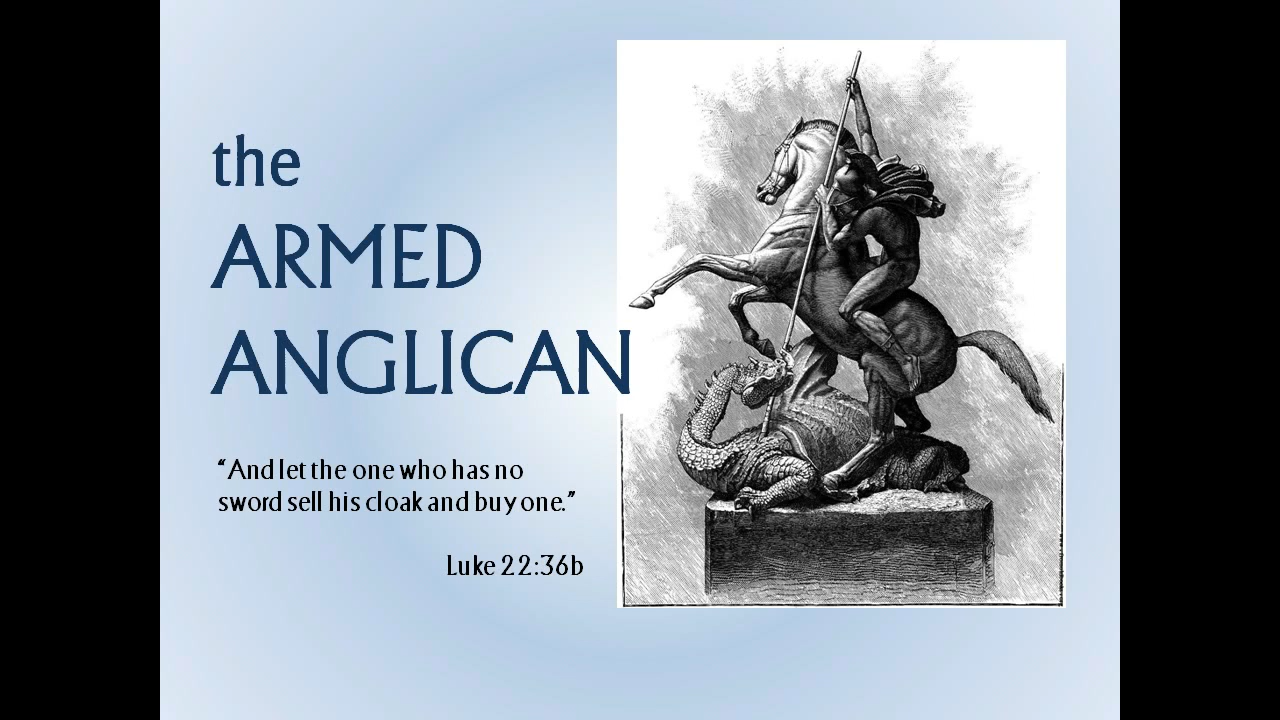 the
ARMED
ANGLICAN
“And let the one who has no
sword sell his cloak and buy one.”
Luke 22:36b